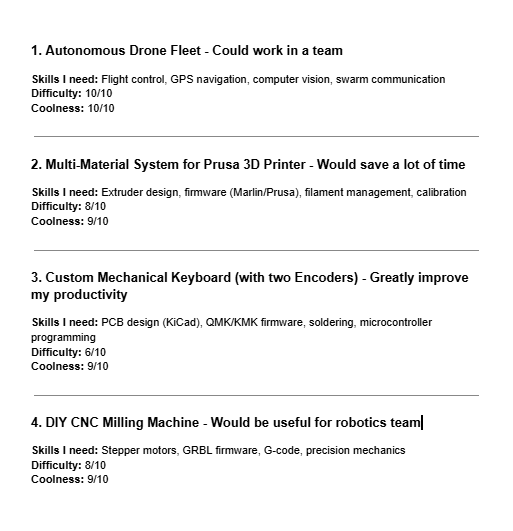 1. Autonomous Drone Fleet - Could work in a team
Skills I need: Flight control, GPS navigation, computer vision, swarm communication
Difficulty: 10/10
Coolness: 10/10
2. Multi-Material System for Prusa 3D Printer - Would save a lot of time
Skills I need: Extruder design, firmware (Marlin/Prusa), filament management, calibration
Difficulty: 8/10
Coolness: 9/10
3. Custom Mechanical Keyboard (with two Encoders) - Greatly improve
my productivity
Skills I need: PCB design (KiCad), QMK/KMK firmware, soldering, microcontroller
programming
Difficulty: 6/10
Coolness: 9/10
4. DIY CNC Milling Machine - Would be useful for robotics team
Skills I need: Stepper motors, GRBL firmware, G-code, precision mechanics
Difficulty: 8/10
Coolness: 9/10